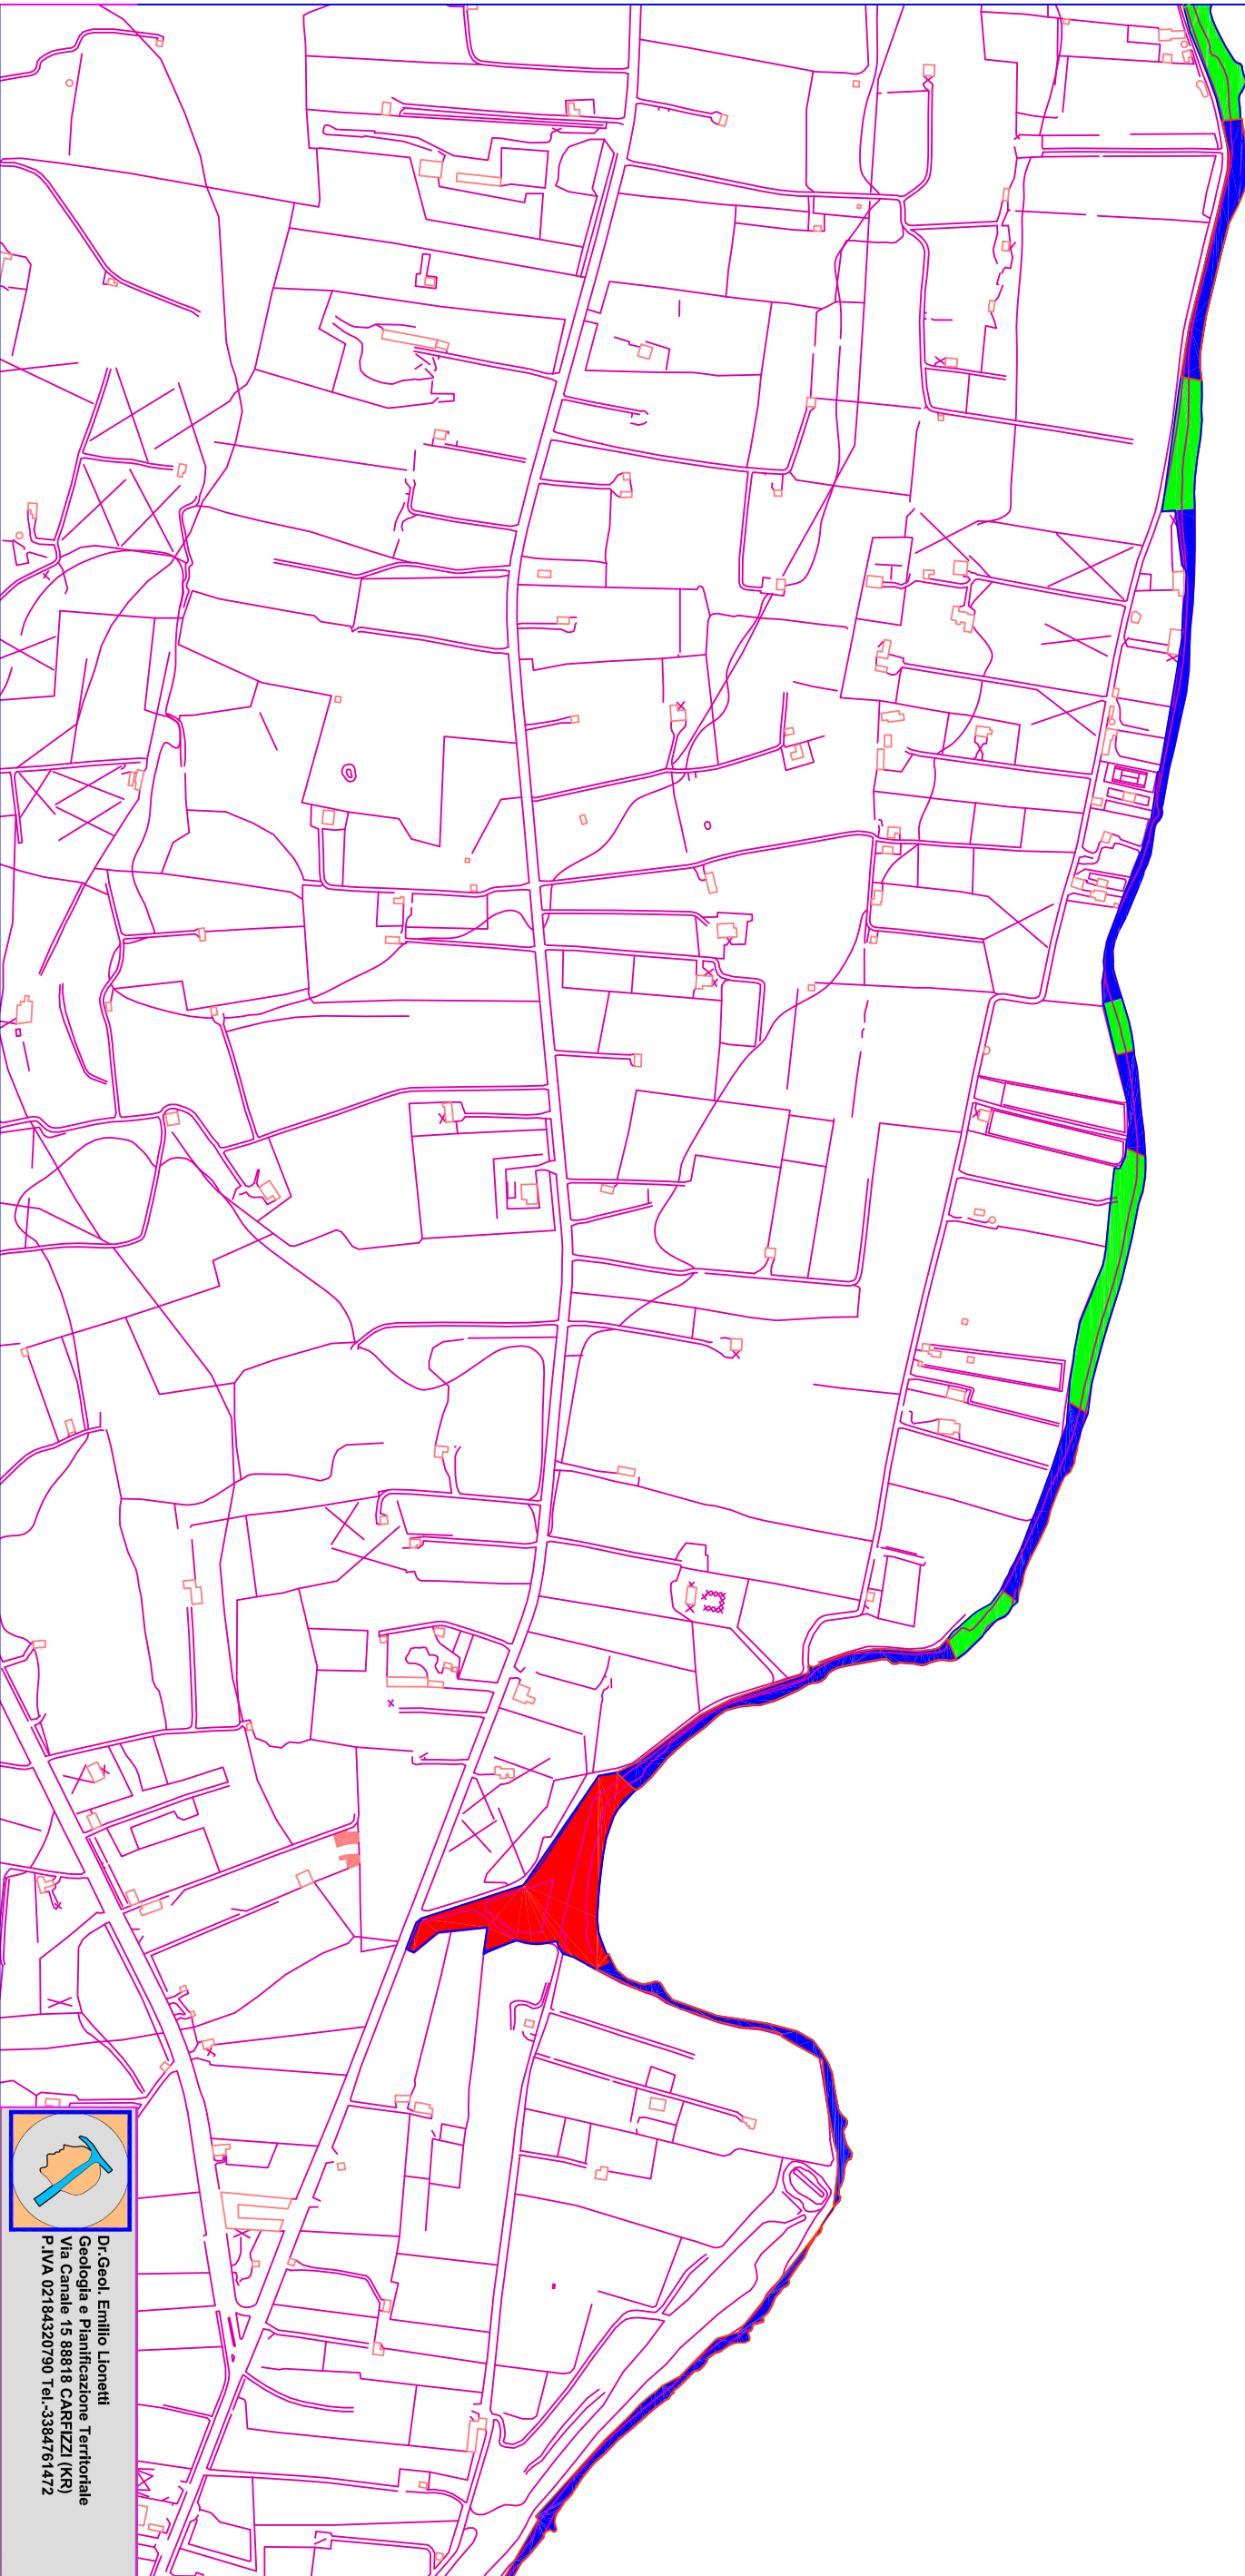 Dr.Geol. Emilio Lionetti
Geologia e Pianificazione Territoriale
Via Canale 15 88818 CARFIZZI (KR)
P.IVA 02184320790 Tel.-3384761472